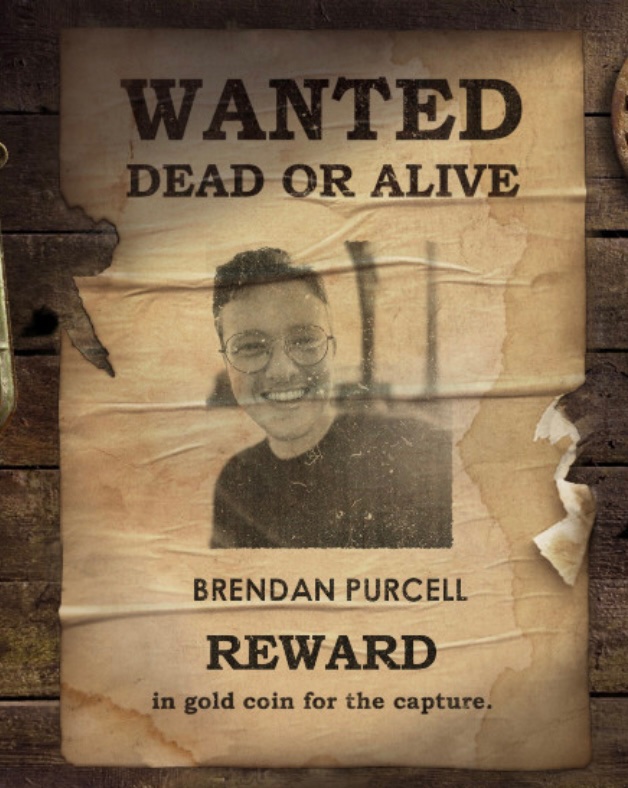 WANTED
DEAD OR ALIVE
BRENDAN PURCELL
REWARD
in gold coin for the capture.